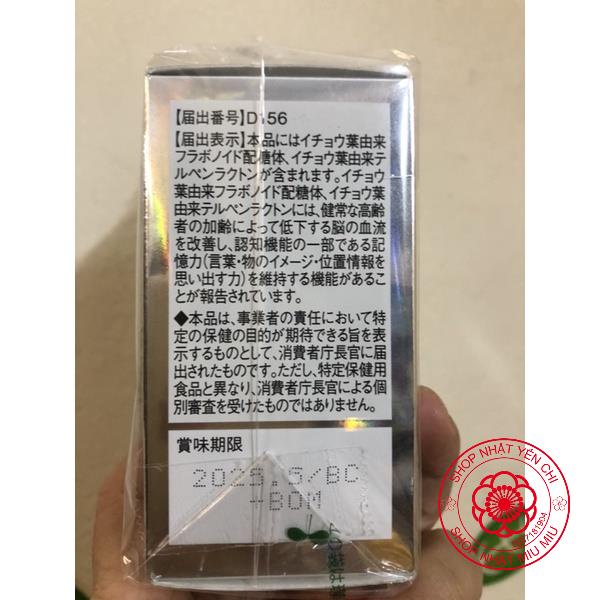 【届出番号】D156
【届出表示】本品にはイチョウ葉由来
フラボノイド配糖体、イチョウ葉由来テ
ルペンラクトンが含まれます。イチョウ
葉由来フラボノイド配糖体、イチョウ葉
由来テルペンラクトンには、健常な高齢
者の加齢によって低下する脳の血流
を改善し、認知機能の一部である記
憶力(言葉・物のイメージ・位置情報を
思い出す力)を維持する機能があるこ
とが報告されています。
◆本品は、事業者の責任において特
定の保健の目的が期待できる旨を表
示するものとして、消費者庁長官に届
出されたものです。ただし、特定保健用
食品と異なり、消費者庁長官による個
別審査を受けたものではありません。
賞味期限
SHOP NHẬT YÊN CHI
SHOP NHẬT MIU MIU